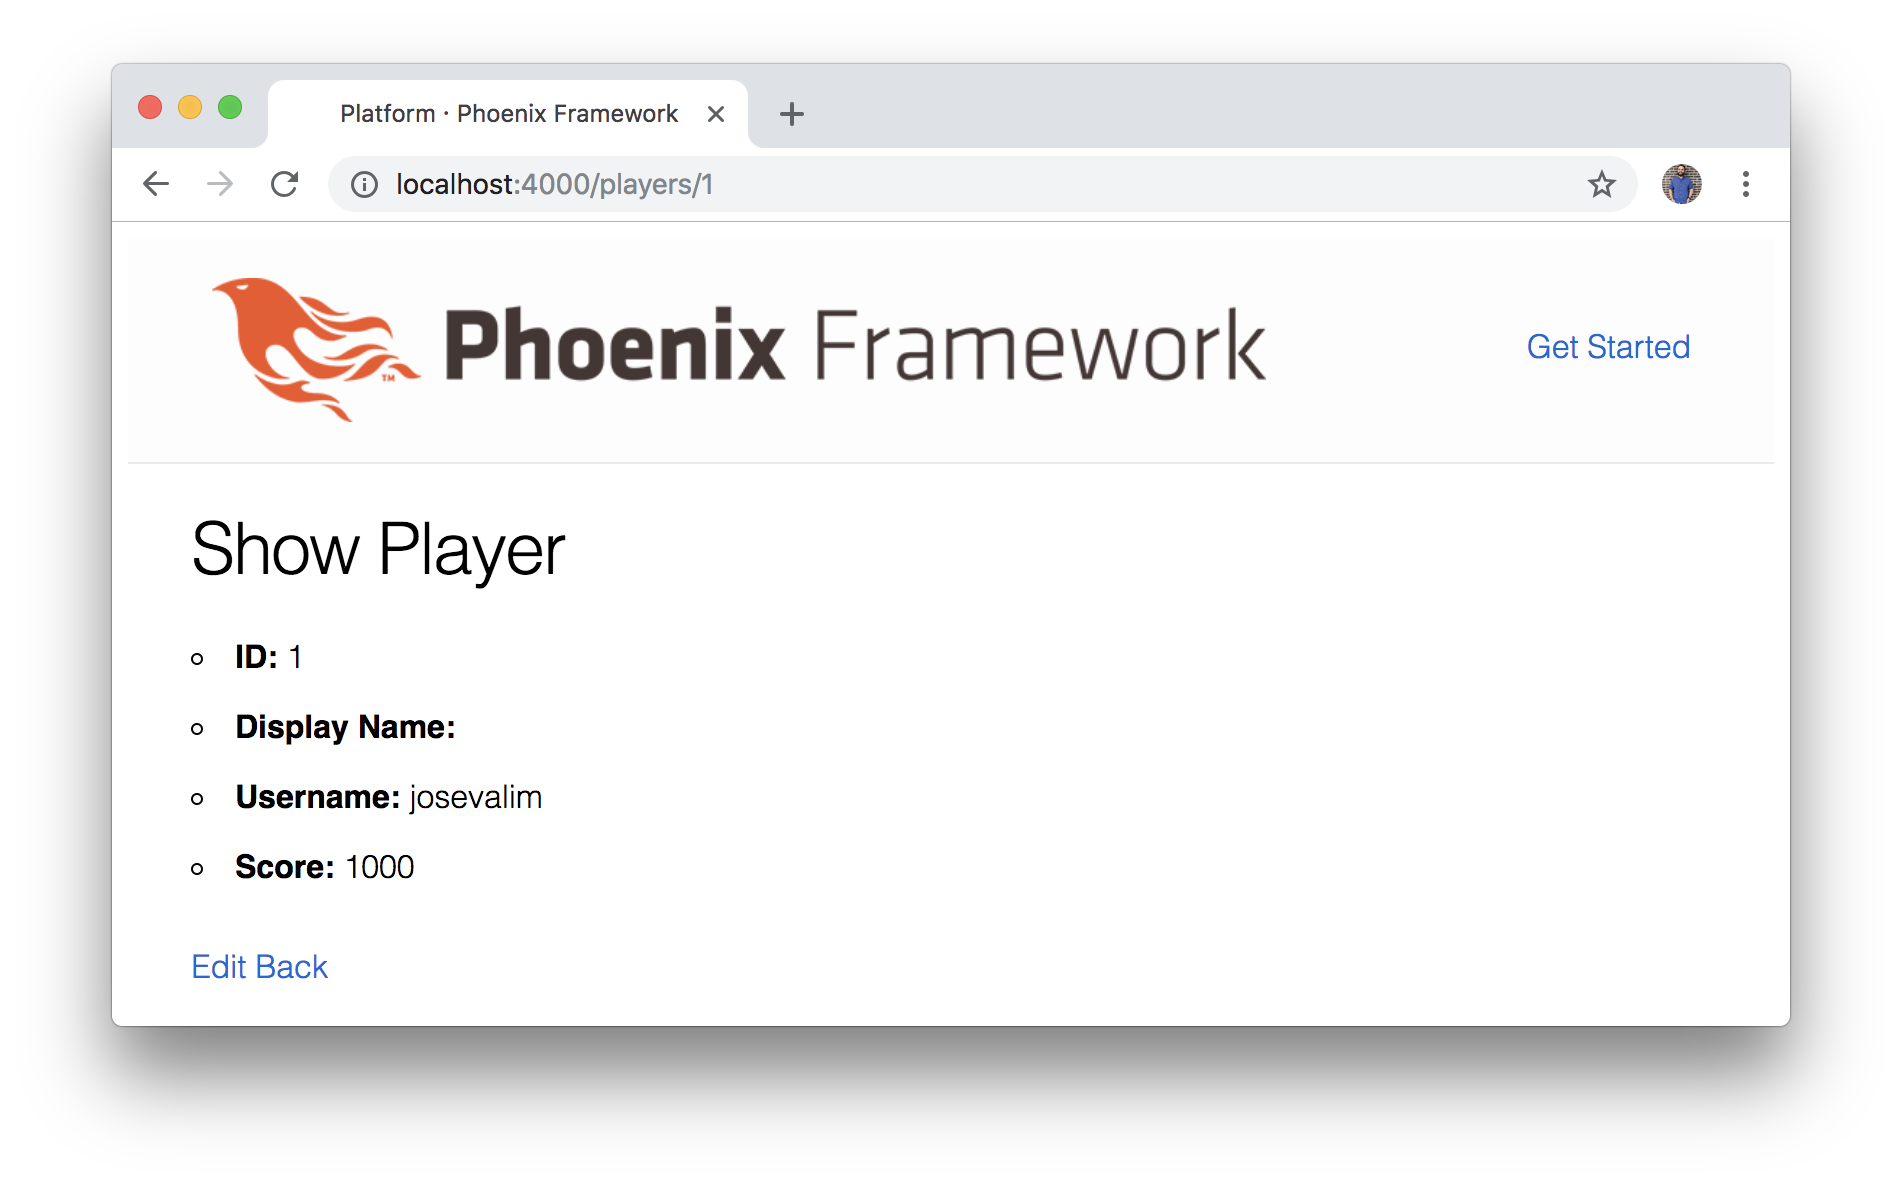 Platform · Phoenix Framework
localhost:4000/players/1
Phoenix Framework
TM
Get Started
Show Player
ID: 1
Display Name:
Username: josevalim
Score: 1000
Edit Back